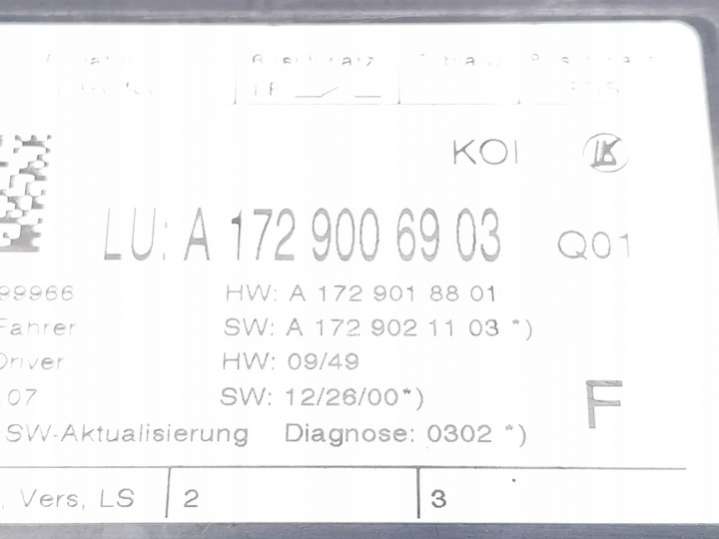 KOI
LU: A 172 900 69 03 Q01
99966 HW: A 172 901 88 01
Fahrer SW: A 172 902 11 03 *)
Driver HW: 09/49
.07 SW: 12/26/00*)
F
SW-Aktualisierung Diagnose: 0302 *)
, Vers, LS 2 3